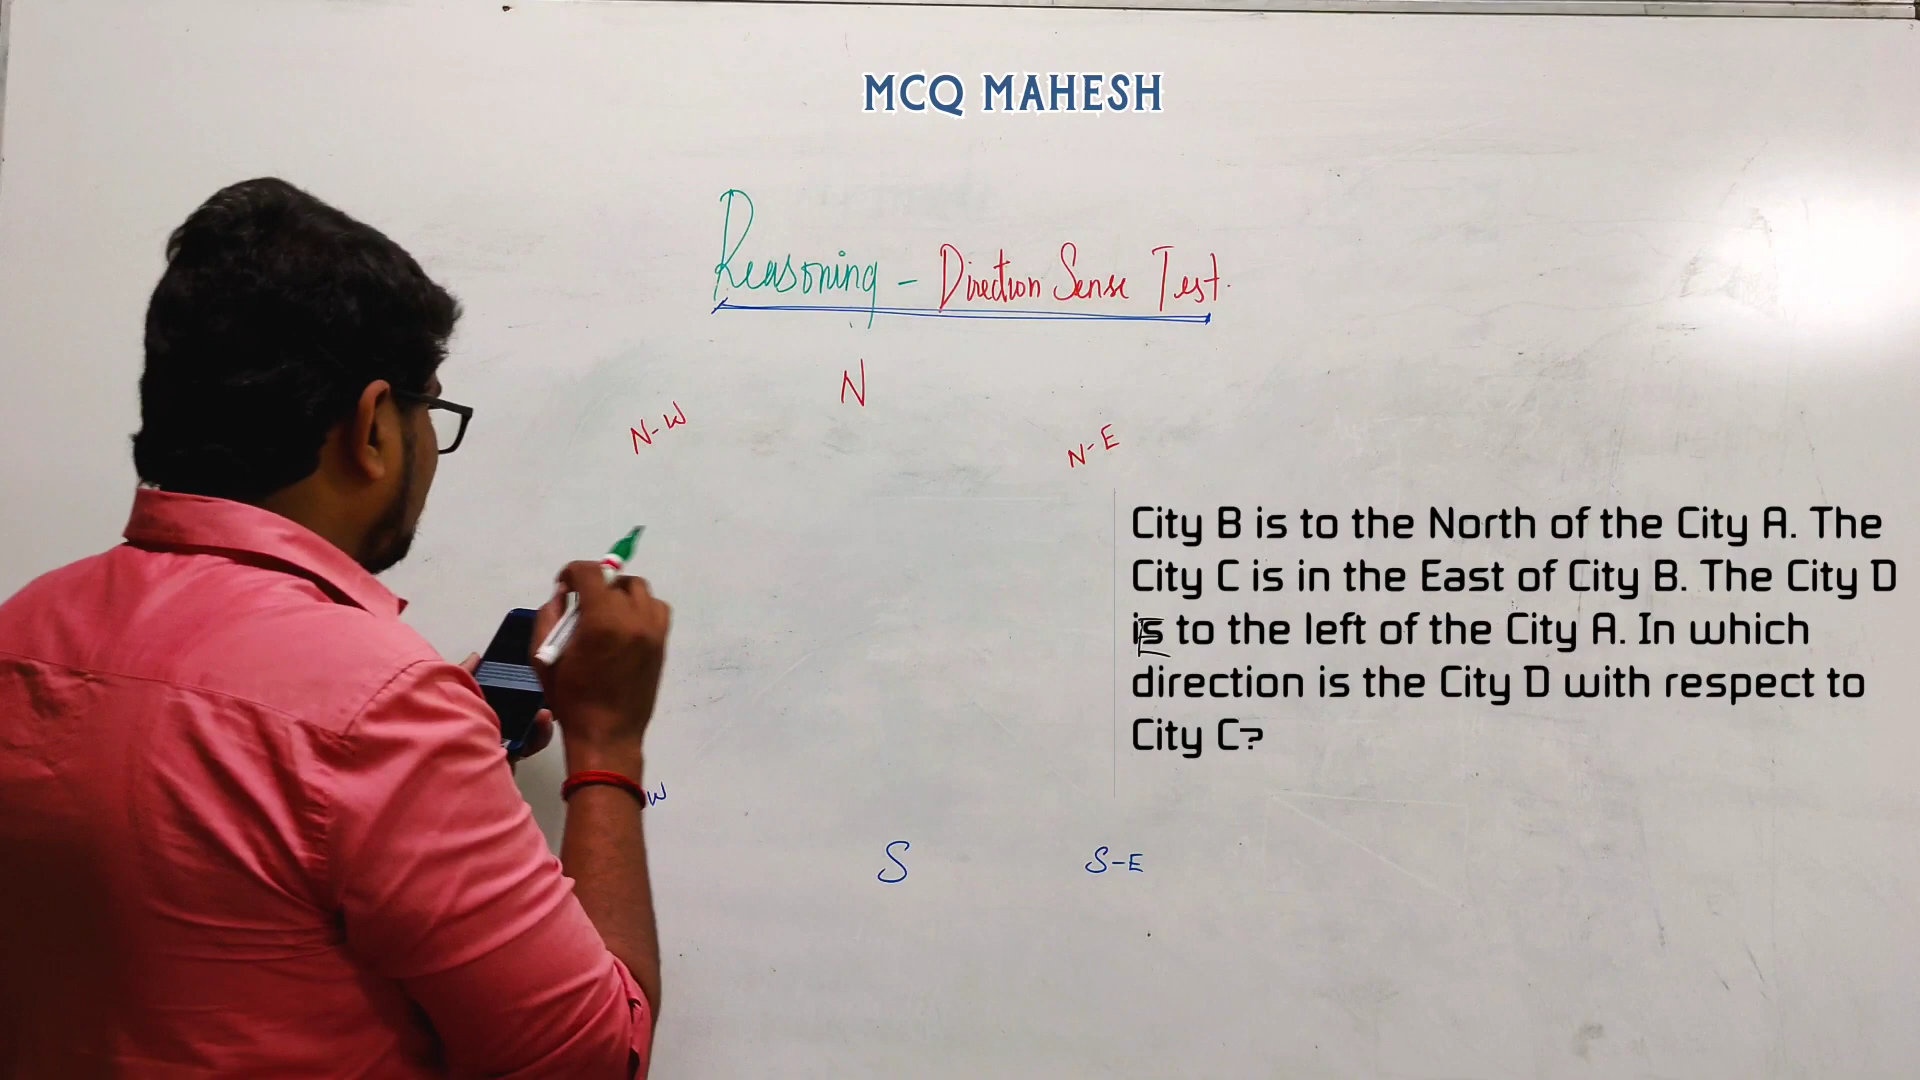 MCQ MAHESH
Reasoning - Direction Sense Test.
N
N-W
N-E
City B is to the North of the City A. The
City C is in the East of City B. The City D
is to the left of the City A. In which
direction is the City D with respect to
City C?
E
W
S
S-E